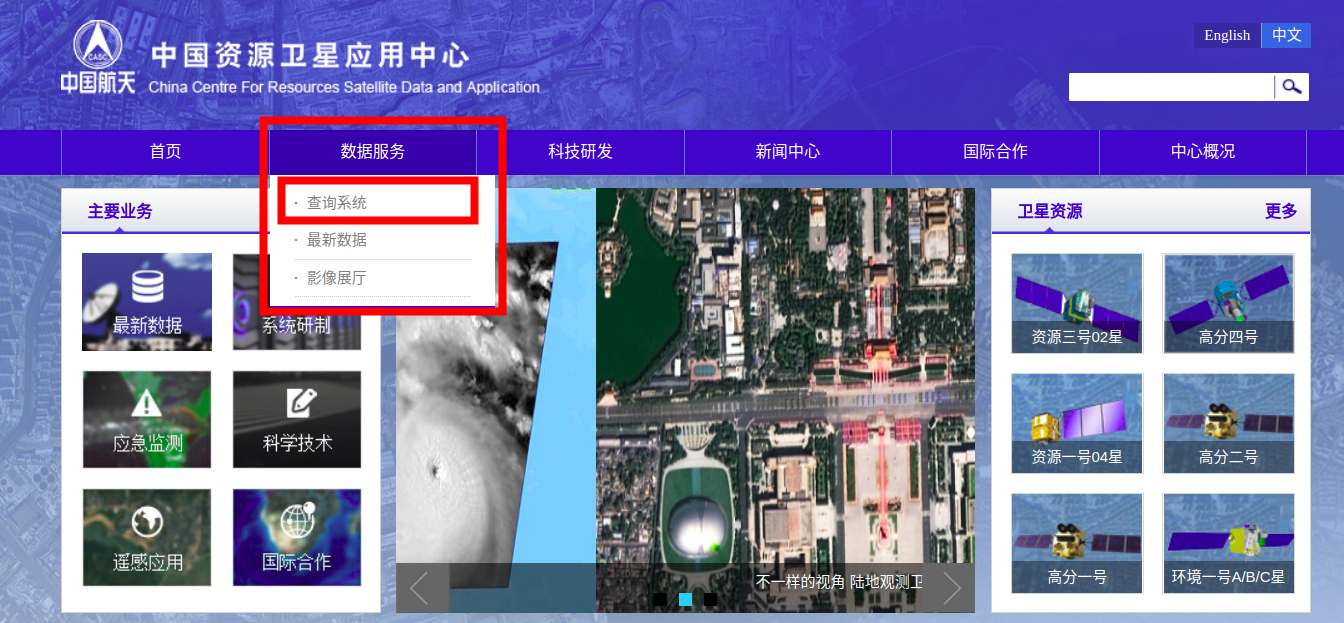 CASC
中国航天
中国资源卫星应用中心
China Centre For Resources Satellite Data and Application
English 中文
首页 数据服务 科技研发 新闻中心 国际合作 中心概况
· 查询系统
· 最新数据
· 影像展厅
主要业务
最新数据 系统研制
应急监测 科学技术
遥感应用 国际合作
不一样的视角 陆地观测卫
卫星资源 更多
资源三号02星 高分四号
资源一号04星 高分二号
高分一号 环境一号A/B/C星